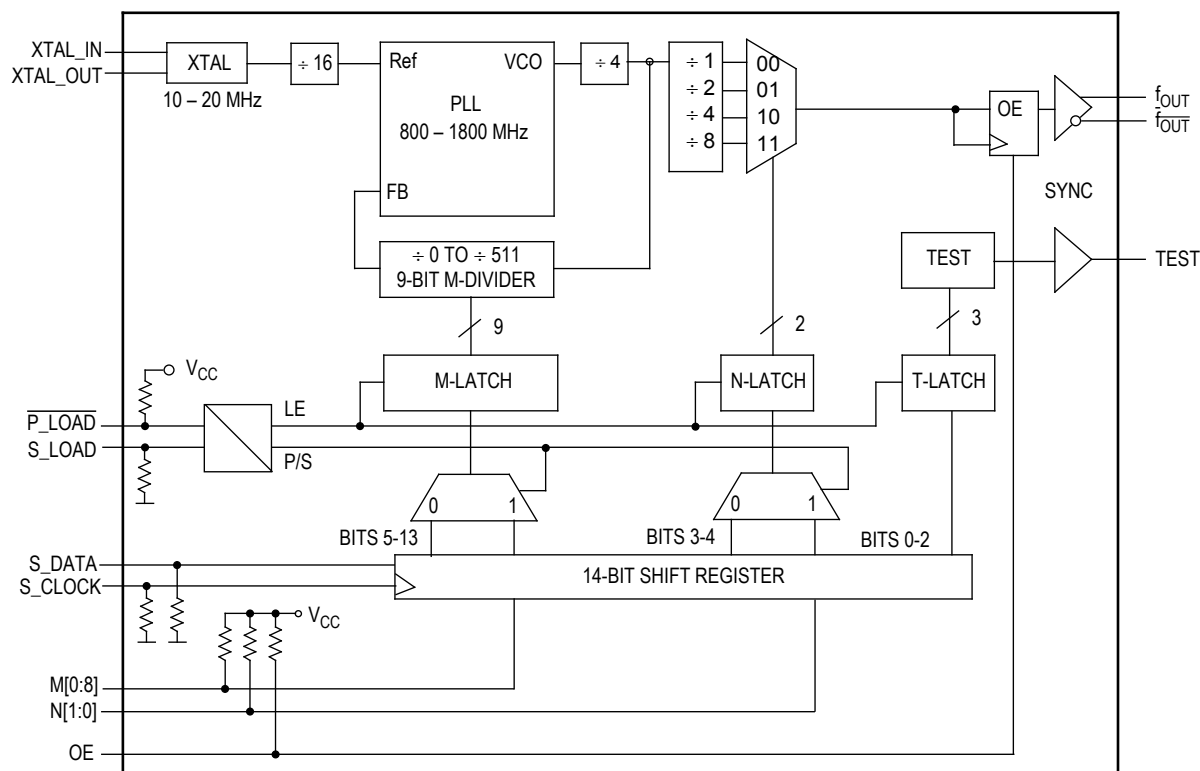 XTAL_IN
XTAL_OUT
XTAL
10 – 20 MHz
÷ 16
Ref
VCO
PLL
800 – 1800 MHz
FB
÷ 4
÷ 1
÷ 2
÷ 4
÷ 8
00
01
10
11
OE
fOUT
fOUT
SYNC
÷ 0 TO ÷ 511
9-BIT M-DIVIDER
TEST
TEST
9
2
3
VCC
M-LATCH
N-LATCH
T-LATCH
P_LOAD
S_LOAD
LE
P/S
0
1
0
1
BITS 5-13
BITS 3-4
BITS 0-2
S_DATA
S_CLOCK
14-BIT SHIFT REGISTER
VCC
M[0:8]
N[1:0]
OE